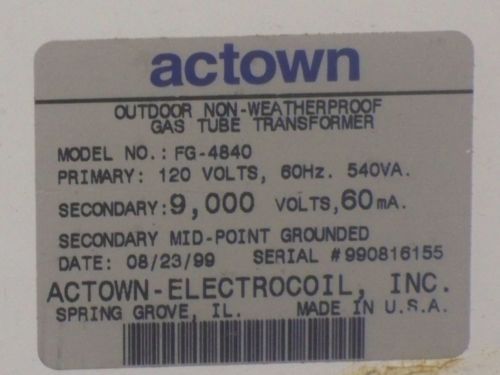 actown
OUTDOOR NON-WEATHERPROOF
GAS TUBE TRANSFORMER
MODEL NO.: FG-4840
PRIMARY: 120 VOLTS, 60Hz. 540VA.
SECONDARY: 9,000 VOLTS, 60 mA.
SECONDARY MID-POINT GROUNDED
DATE: 08/23/99 SERIAL #990816155
ACTOWN-ELECTROCOIL, INC.
SPRING GROVE, IL. MADE IN U.S.A.